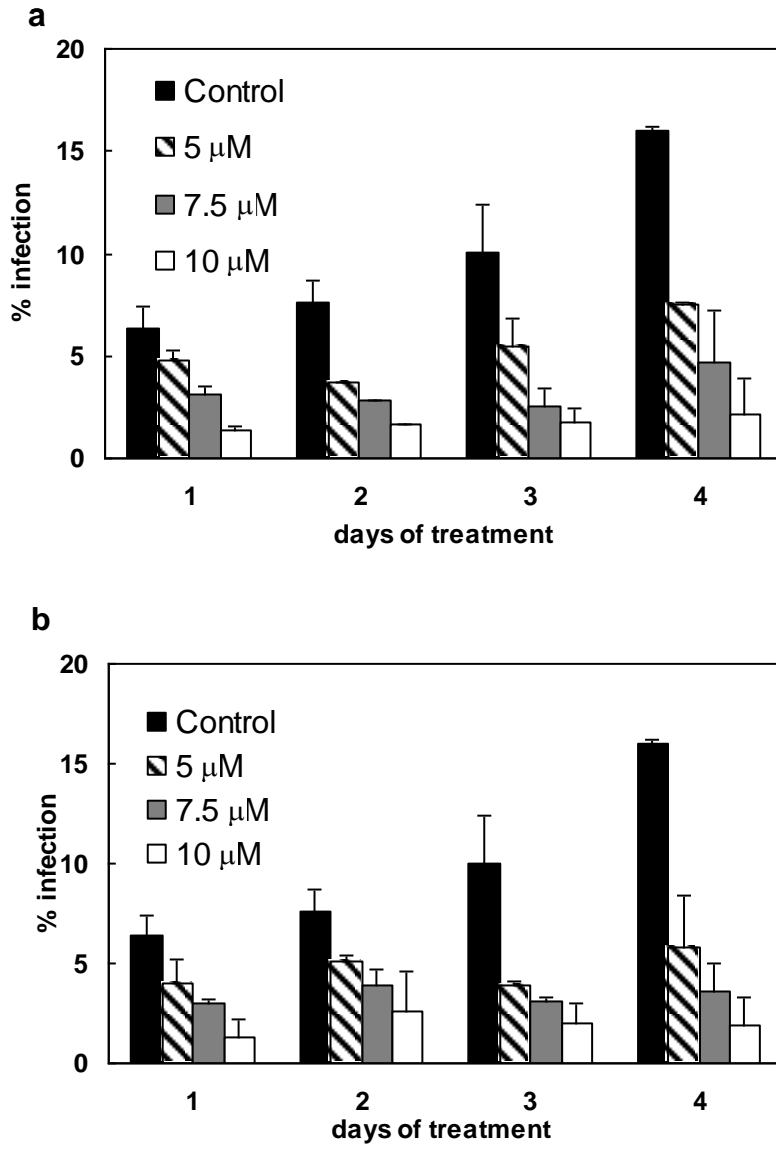 a
20
15
10
5
0
% infection
Control
5 μM
7.5 μM
10 μM
1 2 3 4
days of treatment
b
20
15
10
5
0
% infection
Control
5 μM
7.5 μM
10 μM
1 2 3 4
days of treatment